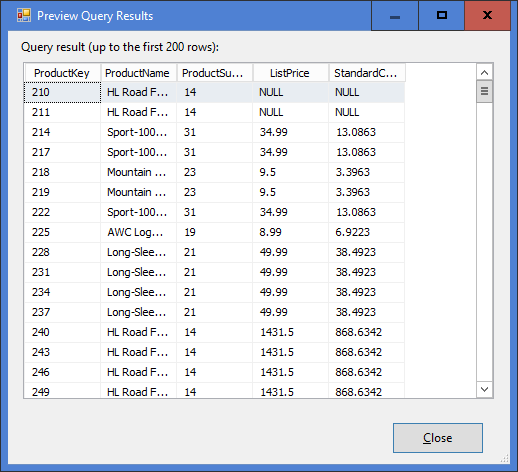 Preview Query Results
Query result (up to the first 200 rows):
ProductKey ProductName ProductSu... ListPrice StandardC...
210 HL Road F... 14 NULL NULL
211 HL Road F... 14 NULL NULL
214 Sport-100... 31 34.99 13.0863
217 Sport-100... 31 34.99 13.0863
218 Mountain ... 23 9.5 3.3963
219 Mountain ... 23 9.5 3.3963
222 Sport-100... 31 34.99 13.0863
225 AWC Log... 19 8.99 6.9223
228 Long-Slee... 21 49.99 38.4923
231 Long-Slee... 21 49.99 38.4923
234 Long-Slee... 21 49.99 38.4923
237 Long-Slee... 21 49.99 38.4923
240 HL Road F... 14 1431.5 868.6342
243 HL Road F... 14 1431.5 868.6342
246 HL Road F... 14 1431.5 868.6342
249 HL Road F... 14 1431.5 868.6342
Close